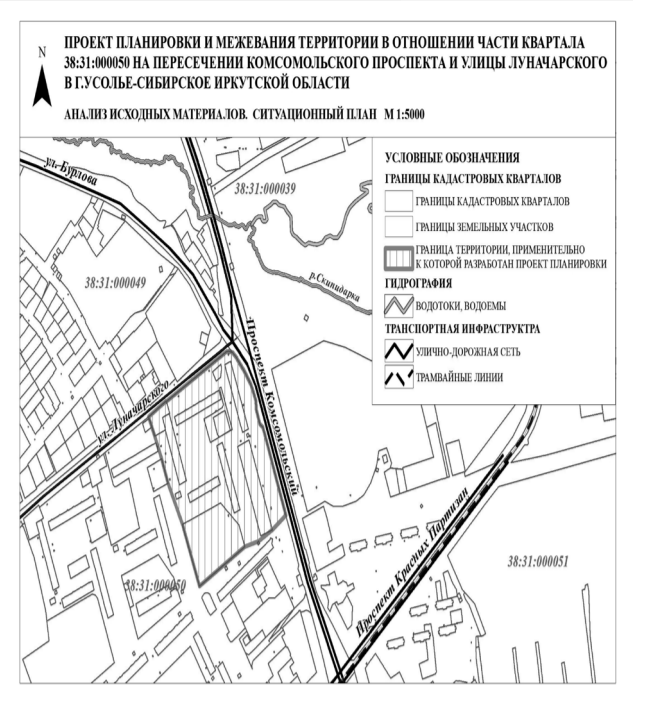 N
ПРОЕКТ ПЛАНИРОВКИ И МЕЖЕВАНИЯ ТЕРРИТОРИИ В ОТНОШЕНИИ ЧАСТИ КВАРТАЛА
38:31:000050 НА ПЕРЕСЕЧЕНИИ КОМСОМОЛЬСКОГО ПРОСПЕКТА И УЛИЦЫ ЛУНАЧАРСКОГО
В Г.УСОЛЬЕ-СИБИРСКОЕ ИРКУТСКОЙ ОБЛАСТИ
АНАЛИЗ ИСХОДНЫХ МАТЕРИАЛОВ. СИТУАЦИОННЫЙ ПЛАН М 1:5000
УСЛОВНЫЕ ОБОЗНАЧЕНИЯ
ГРАНИЦЫ КАДАСТРОВЫХ КВАРТАЛОВ
ГРАНИЦЫ КАДАСТРОВЫХ КВАРТАЛОВ
ГРАНИЦЫ ЗЕМЕЛЬНЫХ УЧАСТКОВ
ГРАНИЦА ТЕРРИТОРИИ, ПРИМЕНИТЕЛЬНО
К КОТОРОЙ РАЗРАБОТАН ПРОЕКТ ПЛАНИРОВКИ
ГИДРОГРАФИЯ
ВОДОТОКИ, ВОДОЕМЫ
ТРАНСПОРТНАЯ ИНФРАСТРУКТРА
УЛИЧНО-ДОРОЖНАЯ СЕТЬ
ТРАМВАЙНЫЕ ЛИНИИ
ул. Бурлова
38:31:000039
38:31:000049
р.Скипидарка
Проспект Комсомольский
ул. Луначарского
Проспект Красных Партизан
38:31:000051
38:31:000050